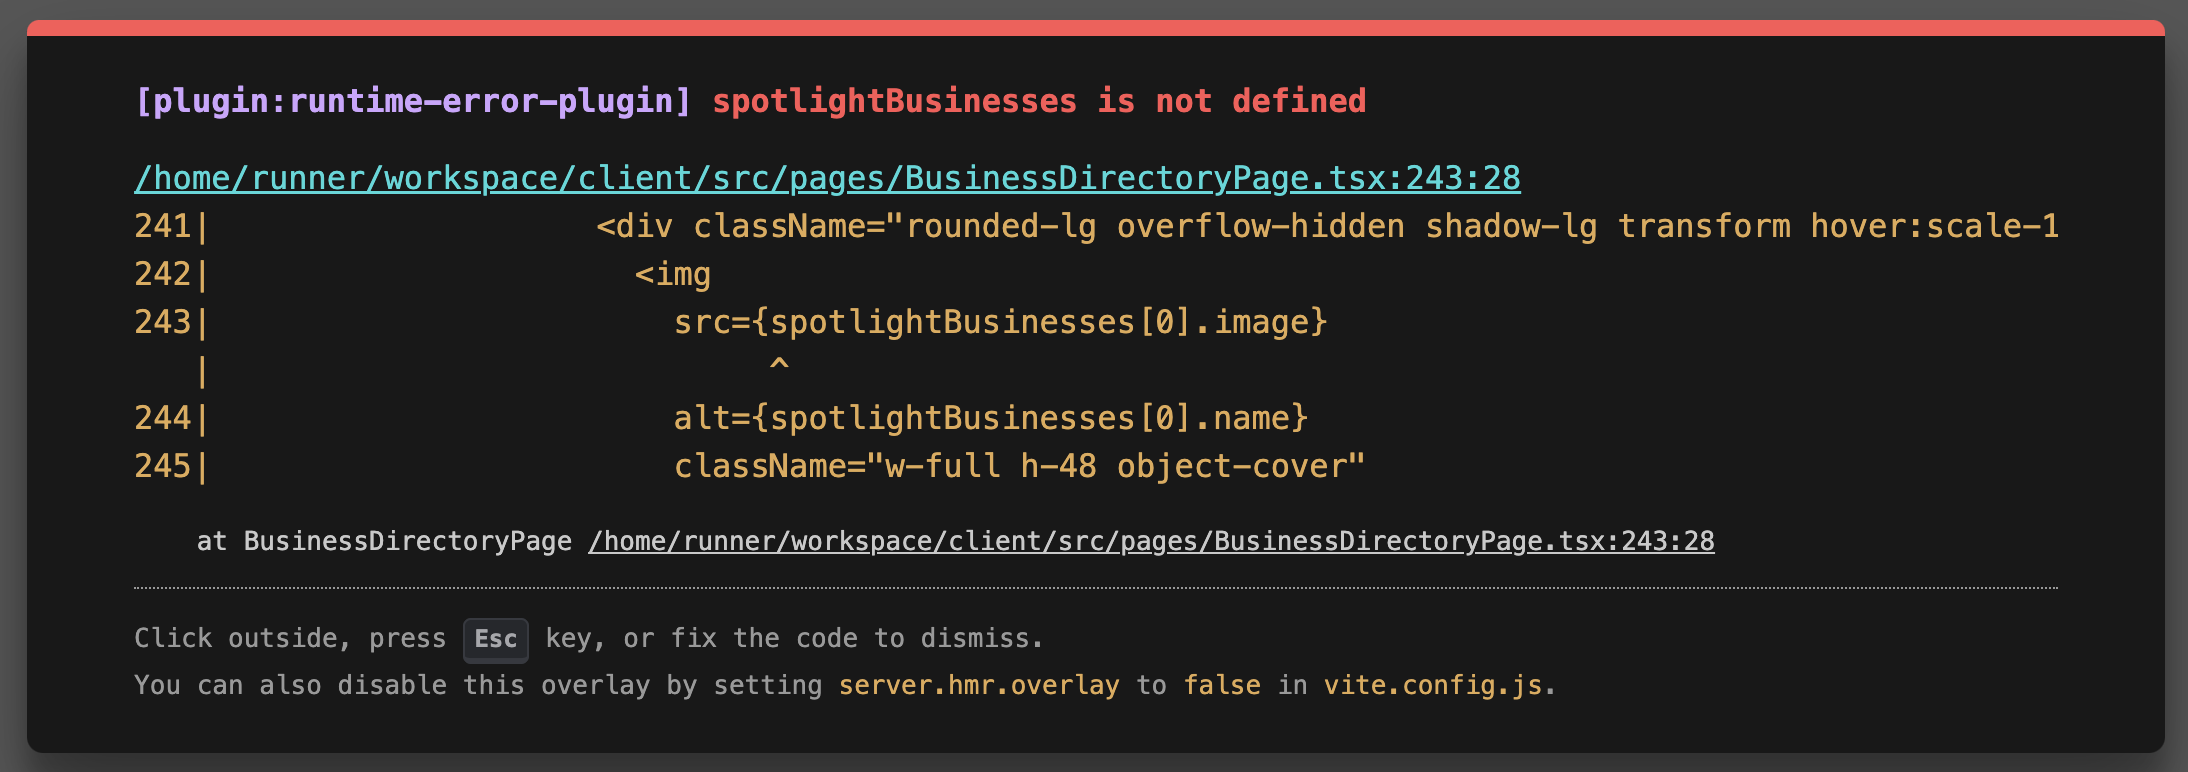 [plugin:runtime-error-plugin] spotlightBusinesses is not defined
/home/runner/workspace/client/src/pages/BusinessDirectoryPage.tsx:243:28
241|                    <div className="rounded-lg overflow-hidden shadow-lg transform hover:scale-1
242|                      <img
243|                        src={spotlightBusinesses[0].image}
   |                             ^
244|                        alt={spotlightBusinesses[0].name}
245|                        className="w-full h-48 object-cover"
    at BusinessDirectoryPage /home/runner/workspace/client/src/pages/BusinessDirectoryPage.tsx:243:28
Click outside, press Esc key, or fix the code to dismiss.
You can also disable this overlay by setting server.hmr.overlay to false in vite.config.js.